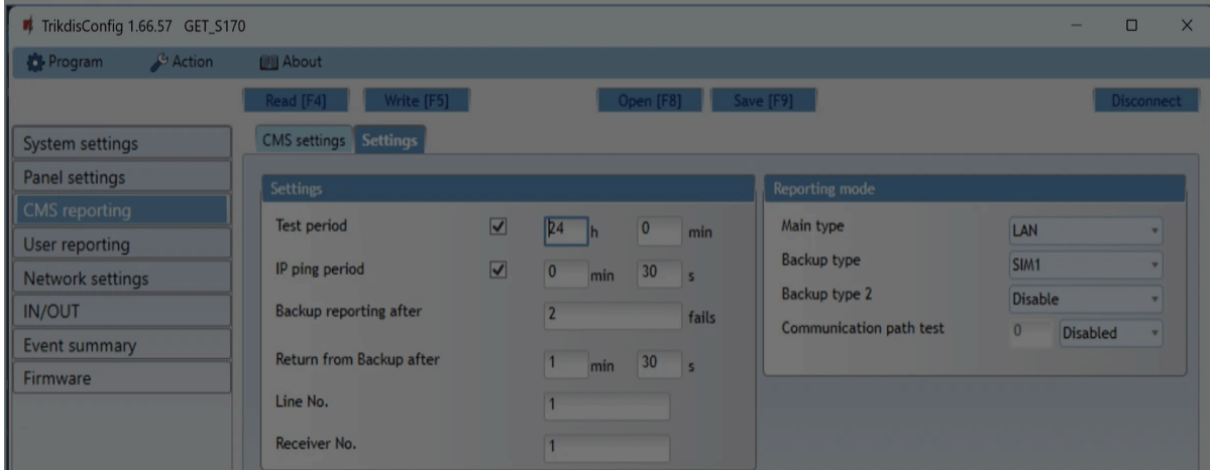 TrikdisConfig 1.66.57 GET_S170
Program Action About
Read [F4] Write [F5] Open [F8] Save [F9] Disconnect
System settings
Panel settings
CMS reporting
User reporting
Network settings
IN/OUT
Event summary
Firmware
CMS settings Settings
Settings
Test period 24 h 0 min
IP ping period 0 min 30 s
Backup reporting after 2 fails
Return from Backup after 1 min 30 s
Line No. 1
Receiver No. 1
Reporting mode
Main type LAN
Backup type SIM1
Backup type 2 Disable
Communication path test 0 Disabled